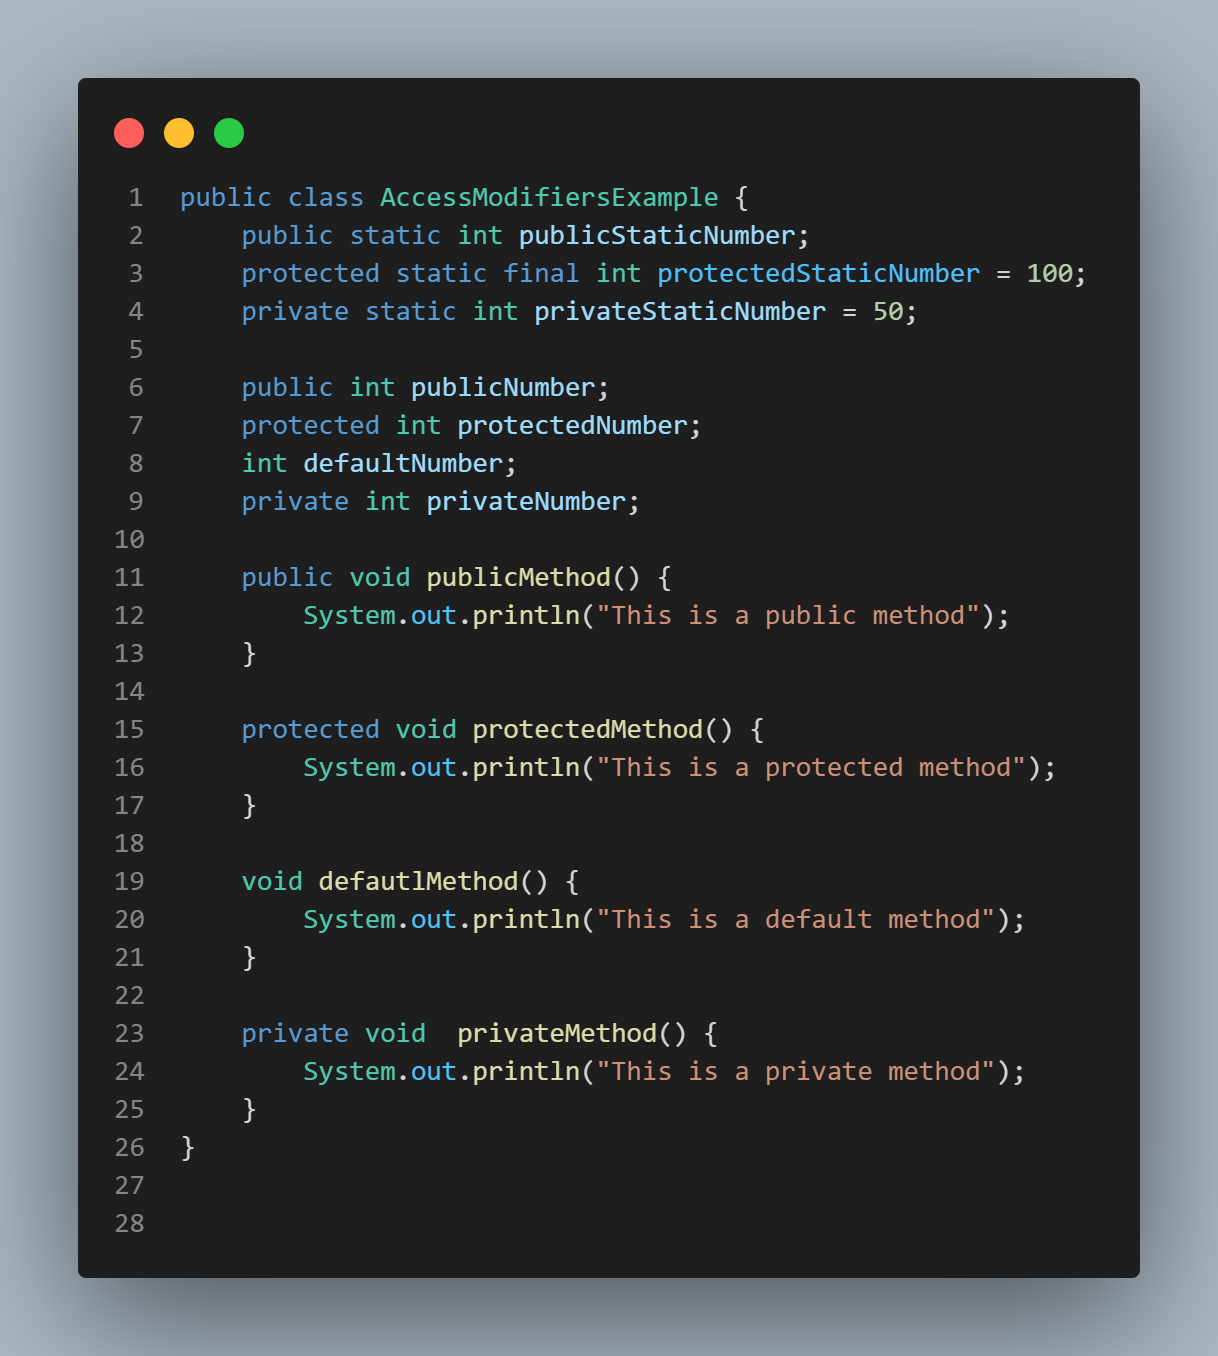 1 public class AccessModifiersExample {
2     public static int publicStaticNumber;
3     protected static final int protectedStaticNumber = 100;
4     private static int privateStaticNumber = 50;
5
6     public int publicNumber;
7     protected int protectedNumber;
8     int defaultNumber;
9     private int privateNumber;
10
11     public void publicMethod() {
12         System.out.println("This is a public method");
13     }
14
15     protected void protectedMethod() {
16         System.out.println("This is a protected method");
17     }
18
19     void defautlMethod() {
20         System.out.println("This is a default method");
21     }
22
23     private void  privateMethod() {
24         System.out.println("This is a private method");
25     }
26 }
27
28